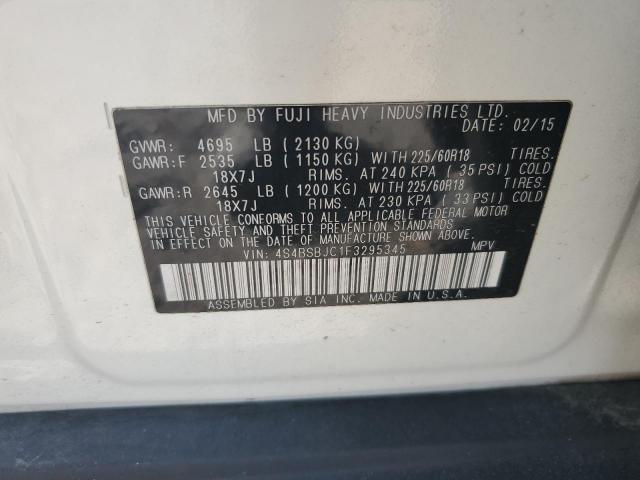 MFD BY FUJI HEAVY INDUSTRIES LTD.
DATE: 02/15
GVWR: 4695 LB (2130 KG)
GAWR:F 2535 LB (1150 KG) WITH 225/60R18 TIRES.
18X7J RIMS. AT 240 KPA (35 PSI) COLD
GAWR:R 2645 LB (1200 KG) WITH 225/60R18 TIRES.
18X7J RIMS. AT 230 KPA (33 PSI) COLD
THIS VEHICLE CONFORMS TO ALL APPLICABLE FEDERAL MOTOR
VEHICLE SAFETY, BUMPER, AND THEFT PREVENTION STANDARDS
IN EFFECT ON THE DATE OF MANUFACTURE SHOWN ABOVE.
VIN: 4S4BSBJC1F3295345 MPV
ASSEMBLED BY SIA INC. MADE IN U.S.A.